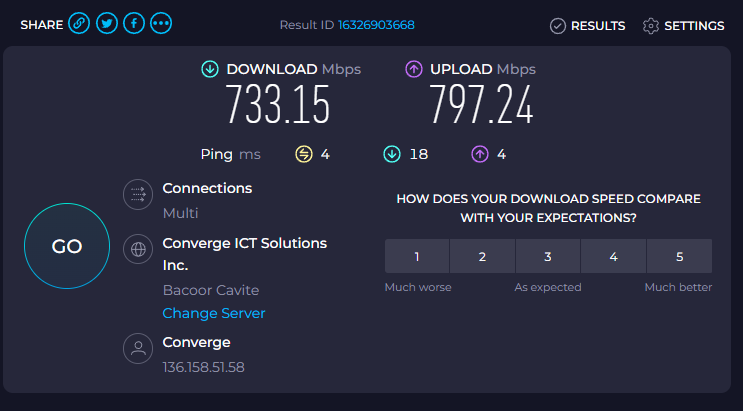 SHARE
Result ID 16326903668
RESULTS
SETTINGS
DOWNLOAD Mbps
733.15
UPLOAD Mbps
797.24
Ping ms
4
18
4
GO
Connections
Multi
Converge ICT Solutions
Inc.
Bacoor Cavite
Change Server
Converge
136.158.51.58
HOW DOES YOUR DOWNLOAD SPEED COMPARE
WITH YOUR EXPECTATIONS?
1 2 3 4 5
Much worse As expected Much better